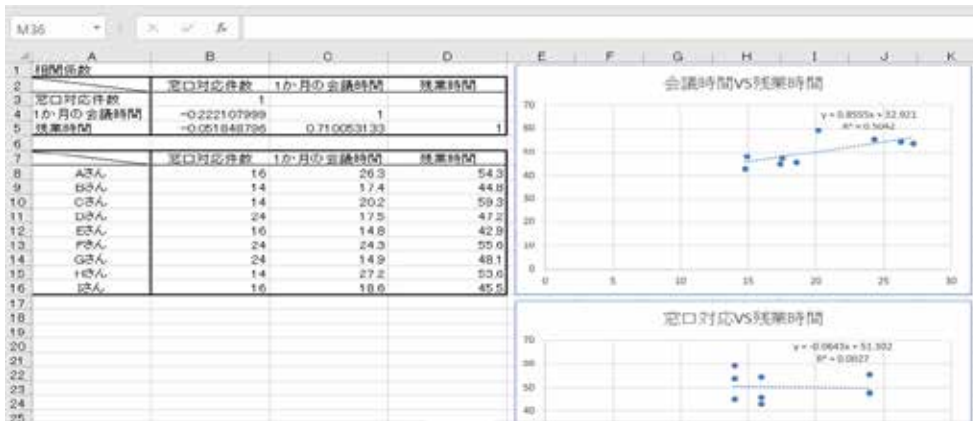 M36
fx
A B C D E F G H I J K
1 相関係数
2 窓口対応件数 1か月の会議時間 残業時間
3 窓口対応件数 1
4 1か月の会議時間 -0.222107999 1
5 残業時間 -0.051848796 0.710053133 1
6
7 窓口対応件数 1か月の会議時間 残業時間
8 Aさん 16 26.3 54.3
9 Bさん 14 17.4 44.8
10 Cさん 14 20.2 59.3
11 Dさん 24 17.5 47.2
12 Eさん 16 14.8 42.9
13 Fさん 24 24.3 55.6
14 Gさん 24 14.9 48.1
15 Hさん 14 27.2 53.6
16 Iさん 16 18.6 45.5
17
18
19
20
21
22
23
24
25
会議時間VS残業時間
y = 0.8555x + 32.921
R² = 0.5042
70
60
50
40
30
20
10
0
0 5 10 15 20 25 30
窓口対応VS残業時間
y = -0.0643x + 51.302
R² = 0.0027
70
60
50
40